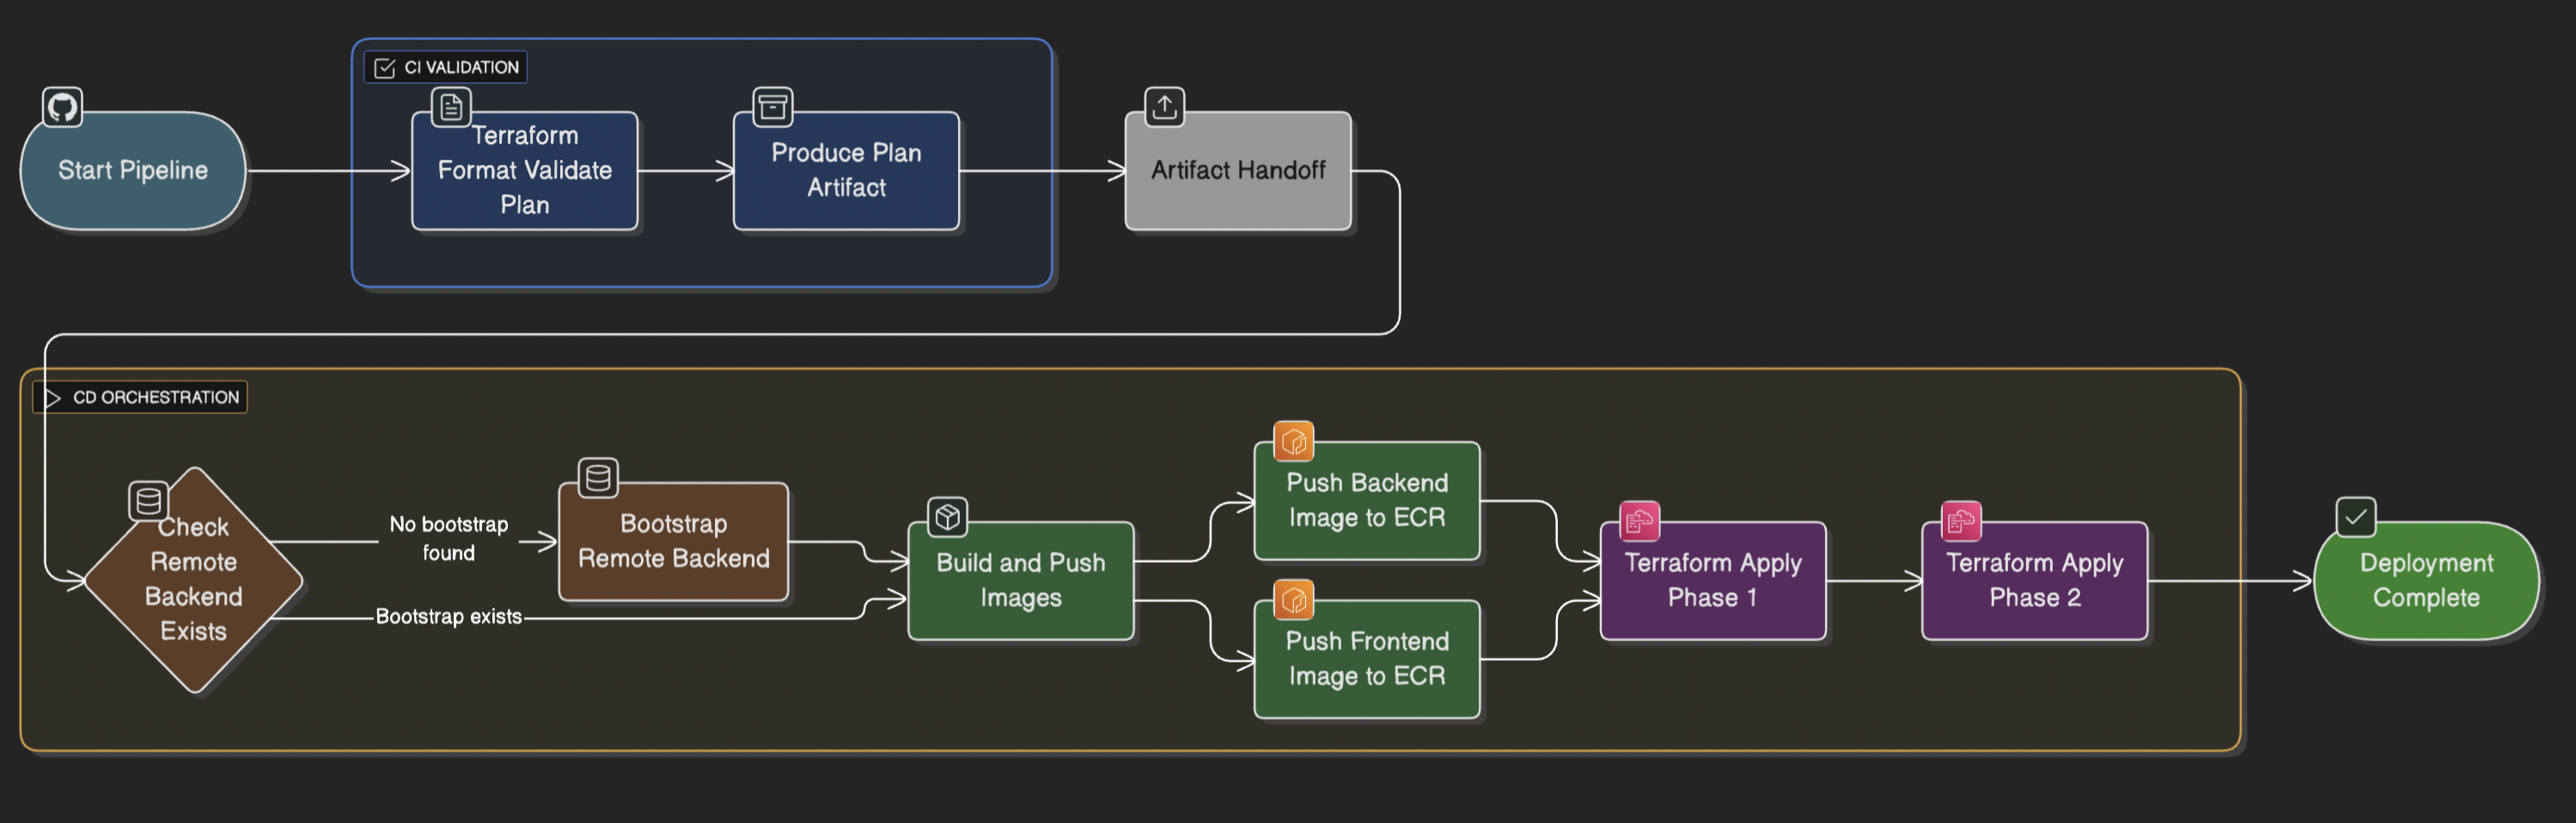 CI VALIDATION
Start Pipeline
Terraform
Format Validate
Plan
Produce Plan
Artifact
Artifact Handoff
CD ORCHESTRATION
Check
Remote
Backend
Exists
No bootstrap
found
Bootstrap exists
Bootstrap
Remote Backend
Build and Push
Images
Push Backend
Image to ECR
Push Frontend
Image to ECR
Terraform Apply
Phase 1
Terraform Apply
Phase 2
Deployment
Complete